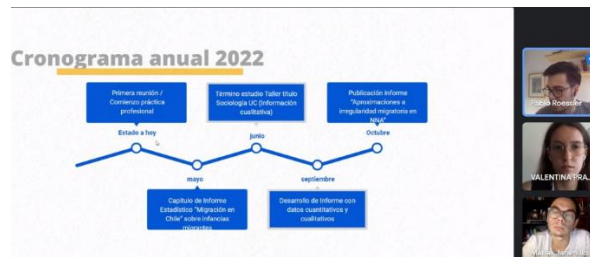 Cronograma anual 2022
Primera reunión /
Comienzo práctica
profesional
Término estudio Taller título
Sociología UC (Información
cualitativa)
Publicación Informe
"Aproximaciones a
irregularidad migratoria en
NNA"
Estado a hoy
junio
Octubre
mayo
septiembre
Capítulo de Informe
Estadístico "Migración en
Chile" sobre infancias
migrantes
Desarrollo de Informe con
datos cuantitativos y
cualitativos
Pablo Roessler
VALENTINA PRA...